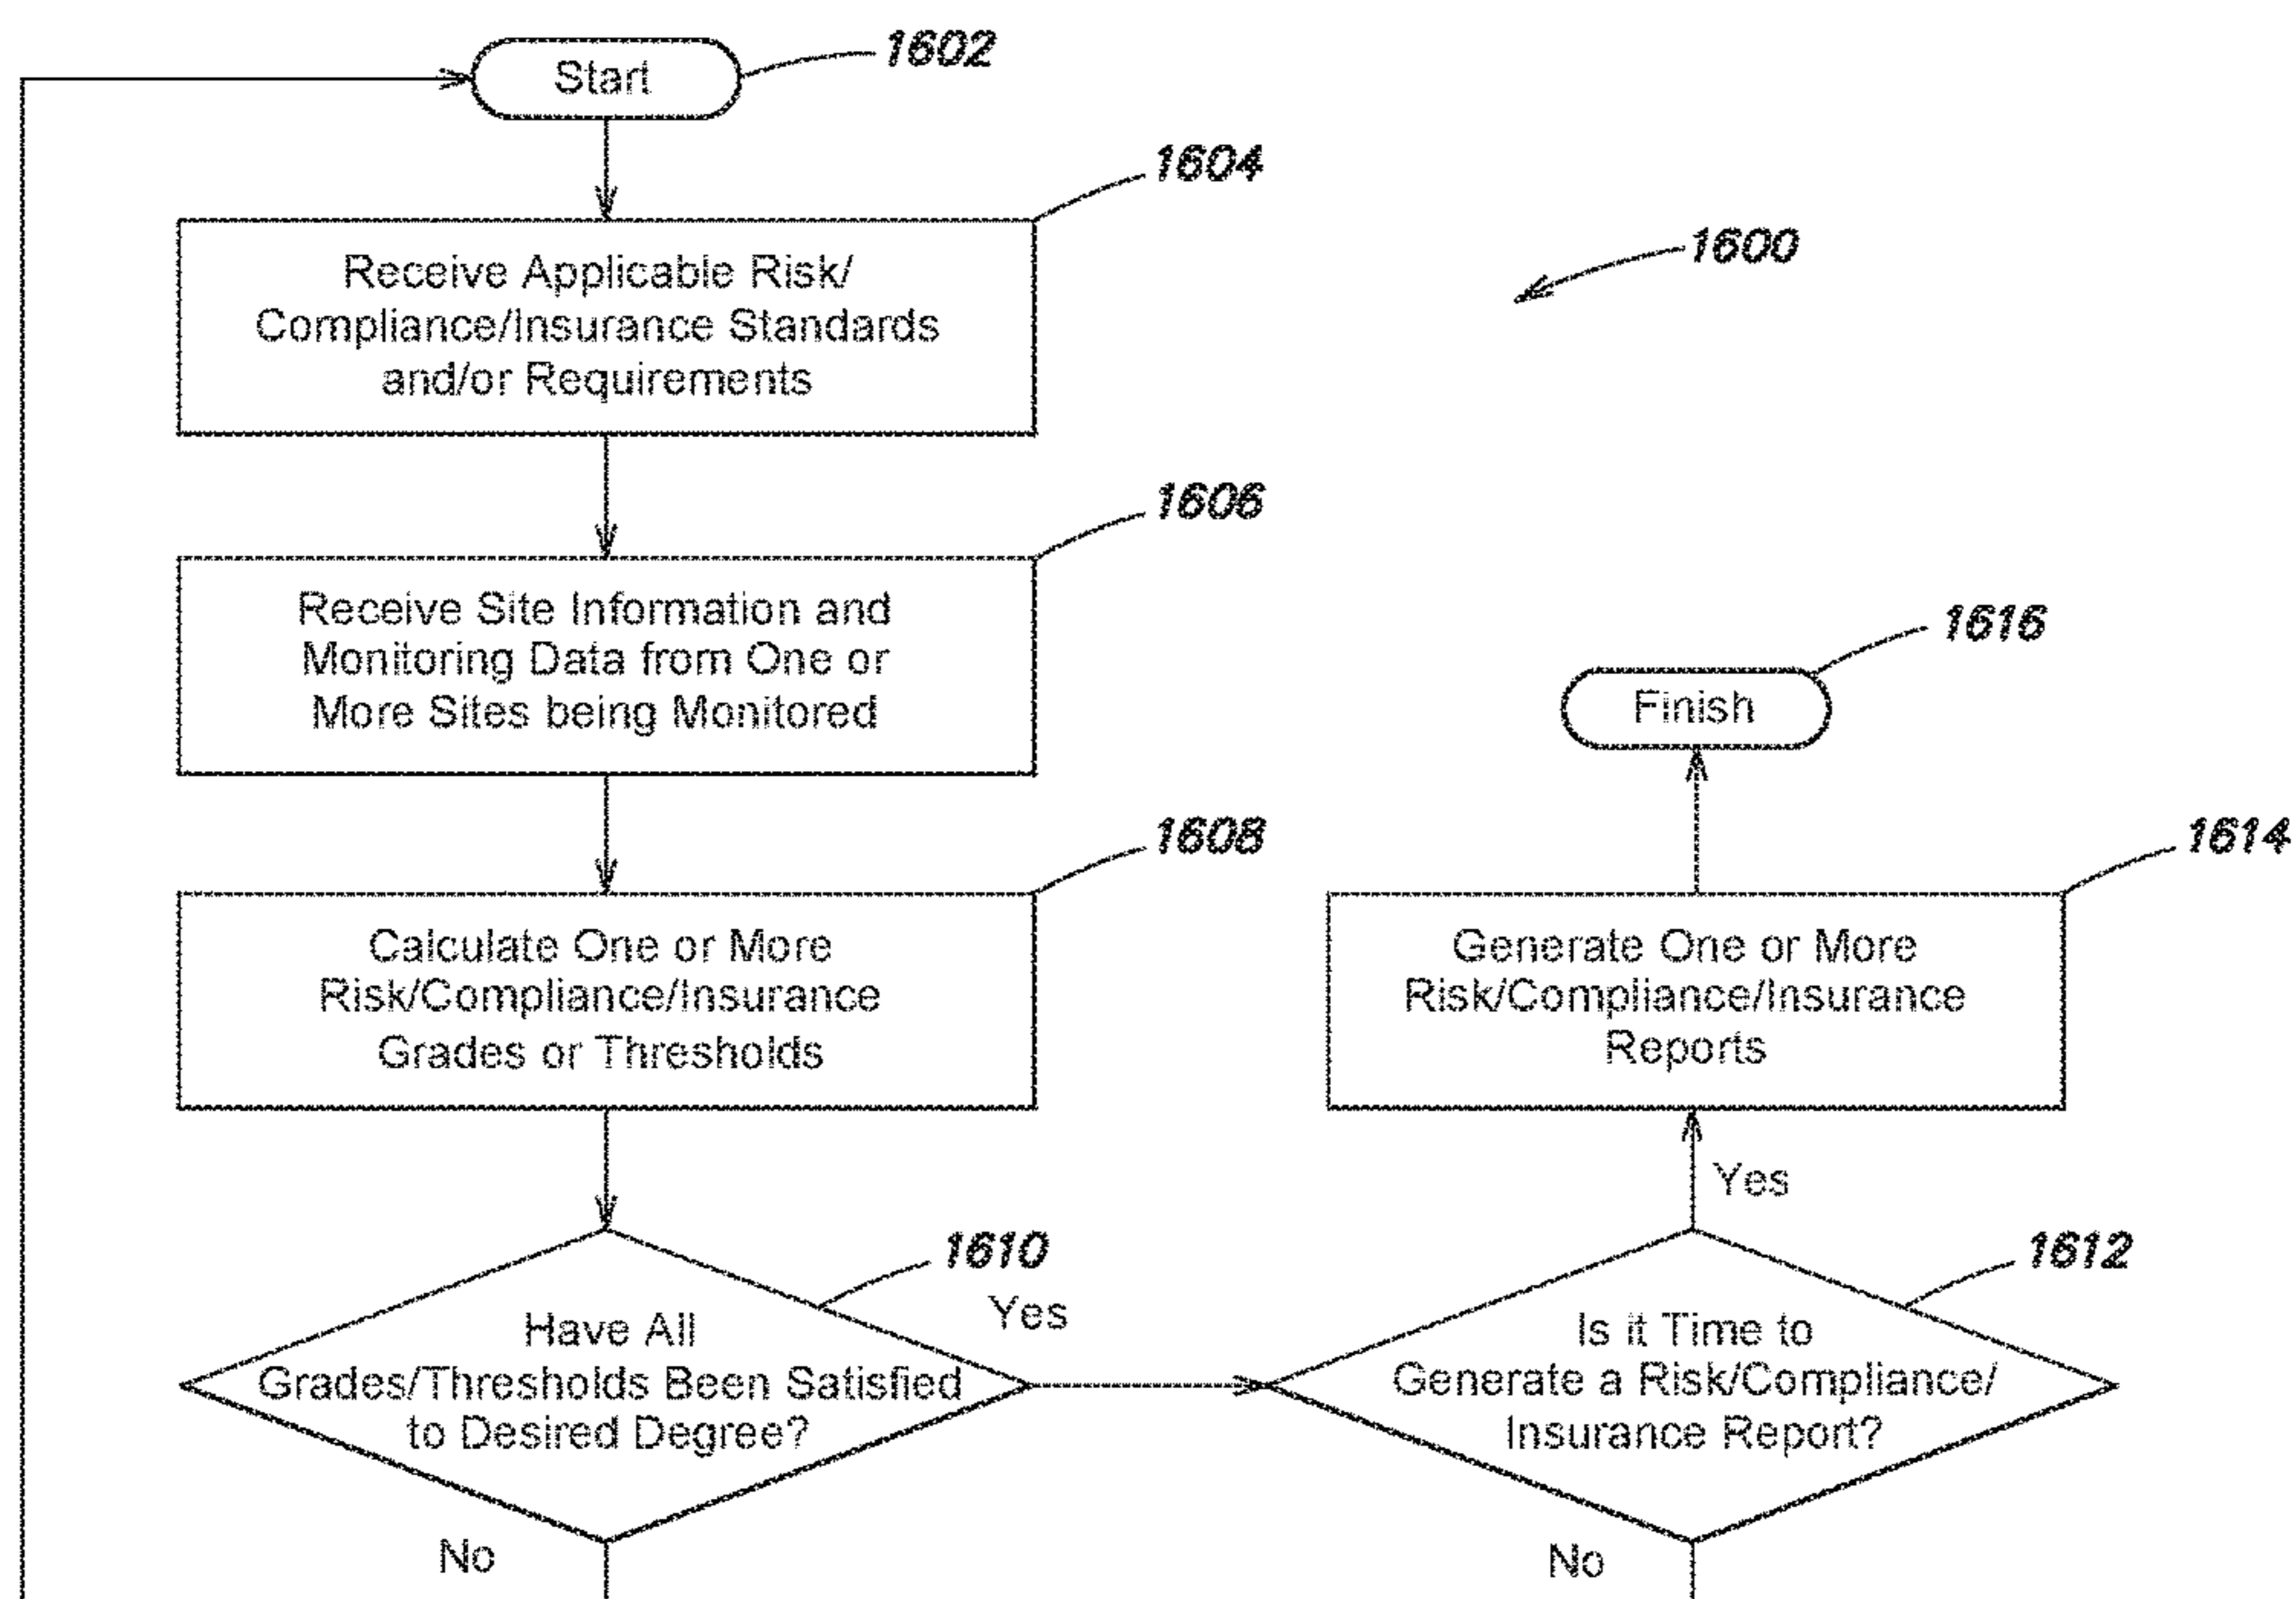 Start
1602
1604
Receive Applicable Risk/
Compliance/Insurance Standards
and/or Requirements
1600
1606
Receive Site Information and
Monitoring Data from One or
More Sites being Monitored
1616
Finish
1608
Calculate One or More
Risk/Compliance/Insurance
Grades or Thresholds
1614
Generate One or More
Risk/Compliance/Insurance
Reports
Yes
1610
Have All
Grades/Thresholds Been Satisfied
to Desired Degree?
Yes
1612
Is it Time to
Generate a Risk/Compliance/
Insurance Report?
No
No